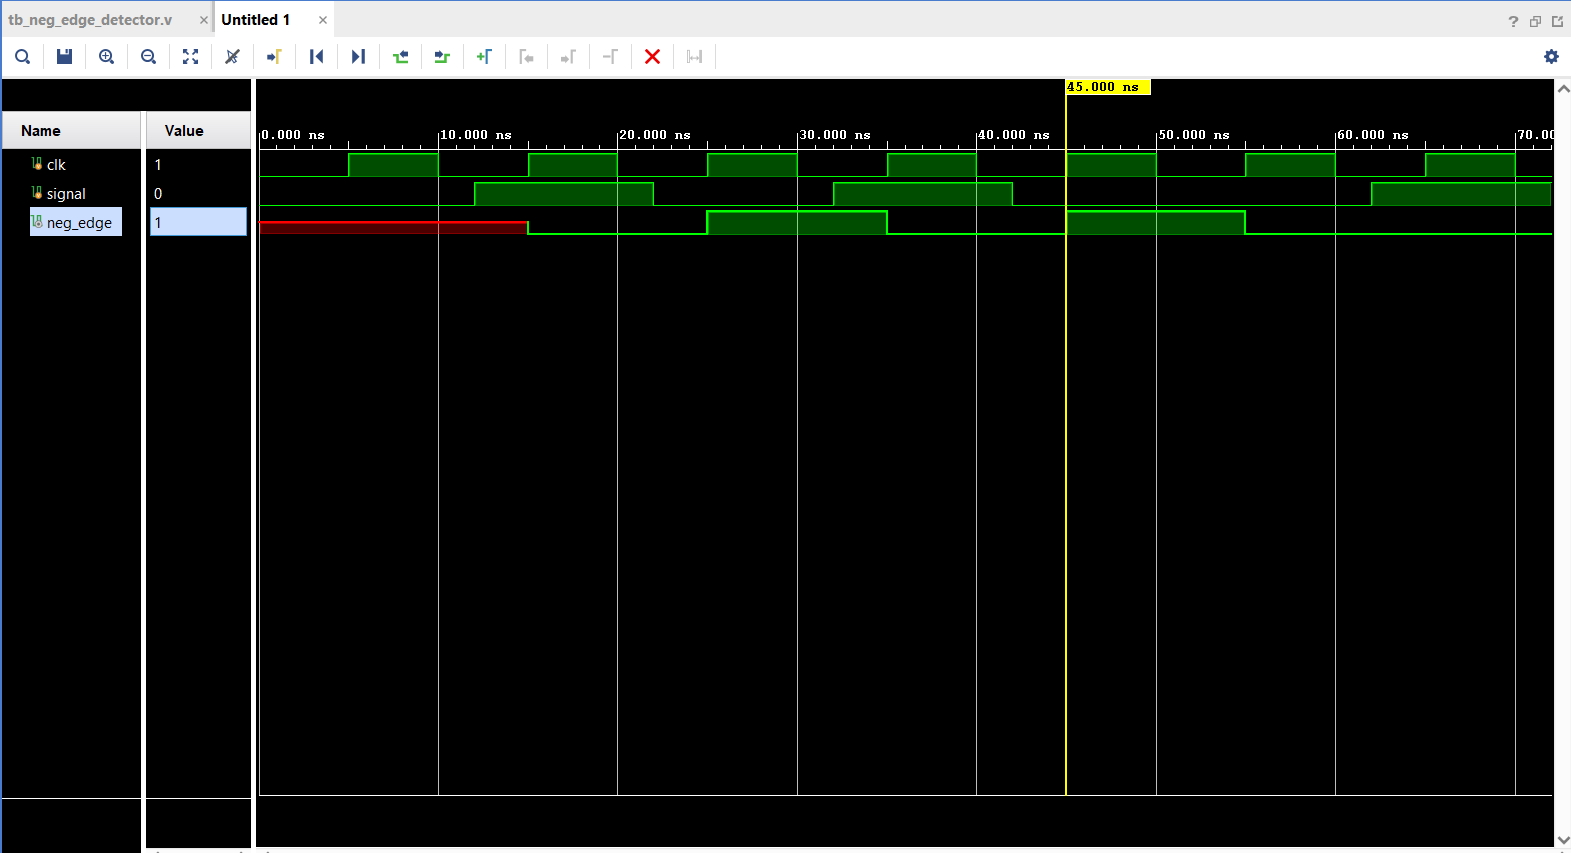 tb_neg_edge_detector.v × Untitled 1 ×
?
45.000 ns
Name Value
0.000 ns 10.000 ns 20.000 ns 30.000 ns 40.000 ns 50.000 ns 60.000 ns 70.00
clk 1
signal 0
neg_edge 1